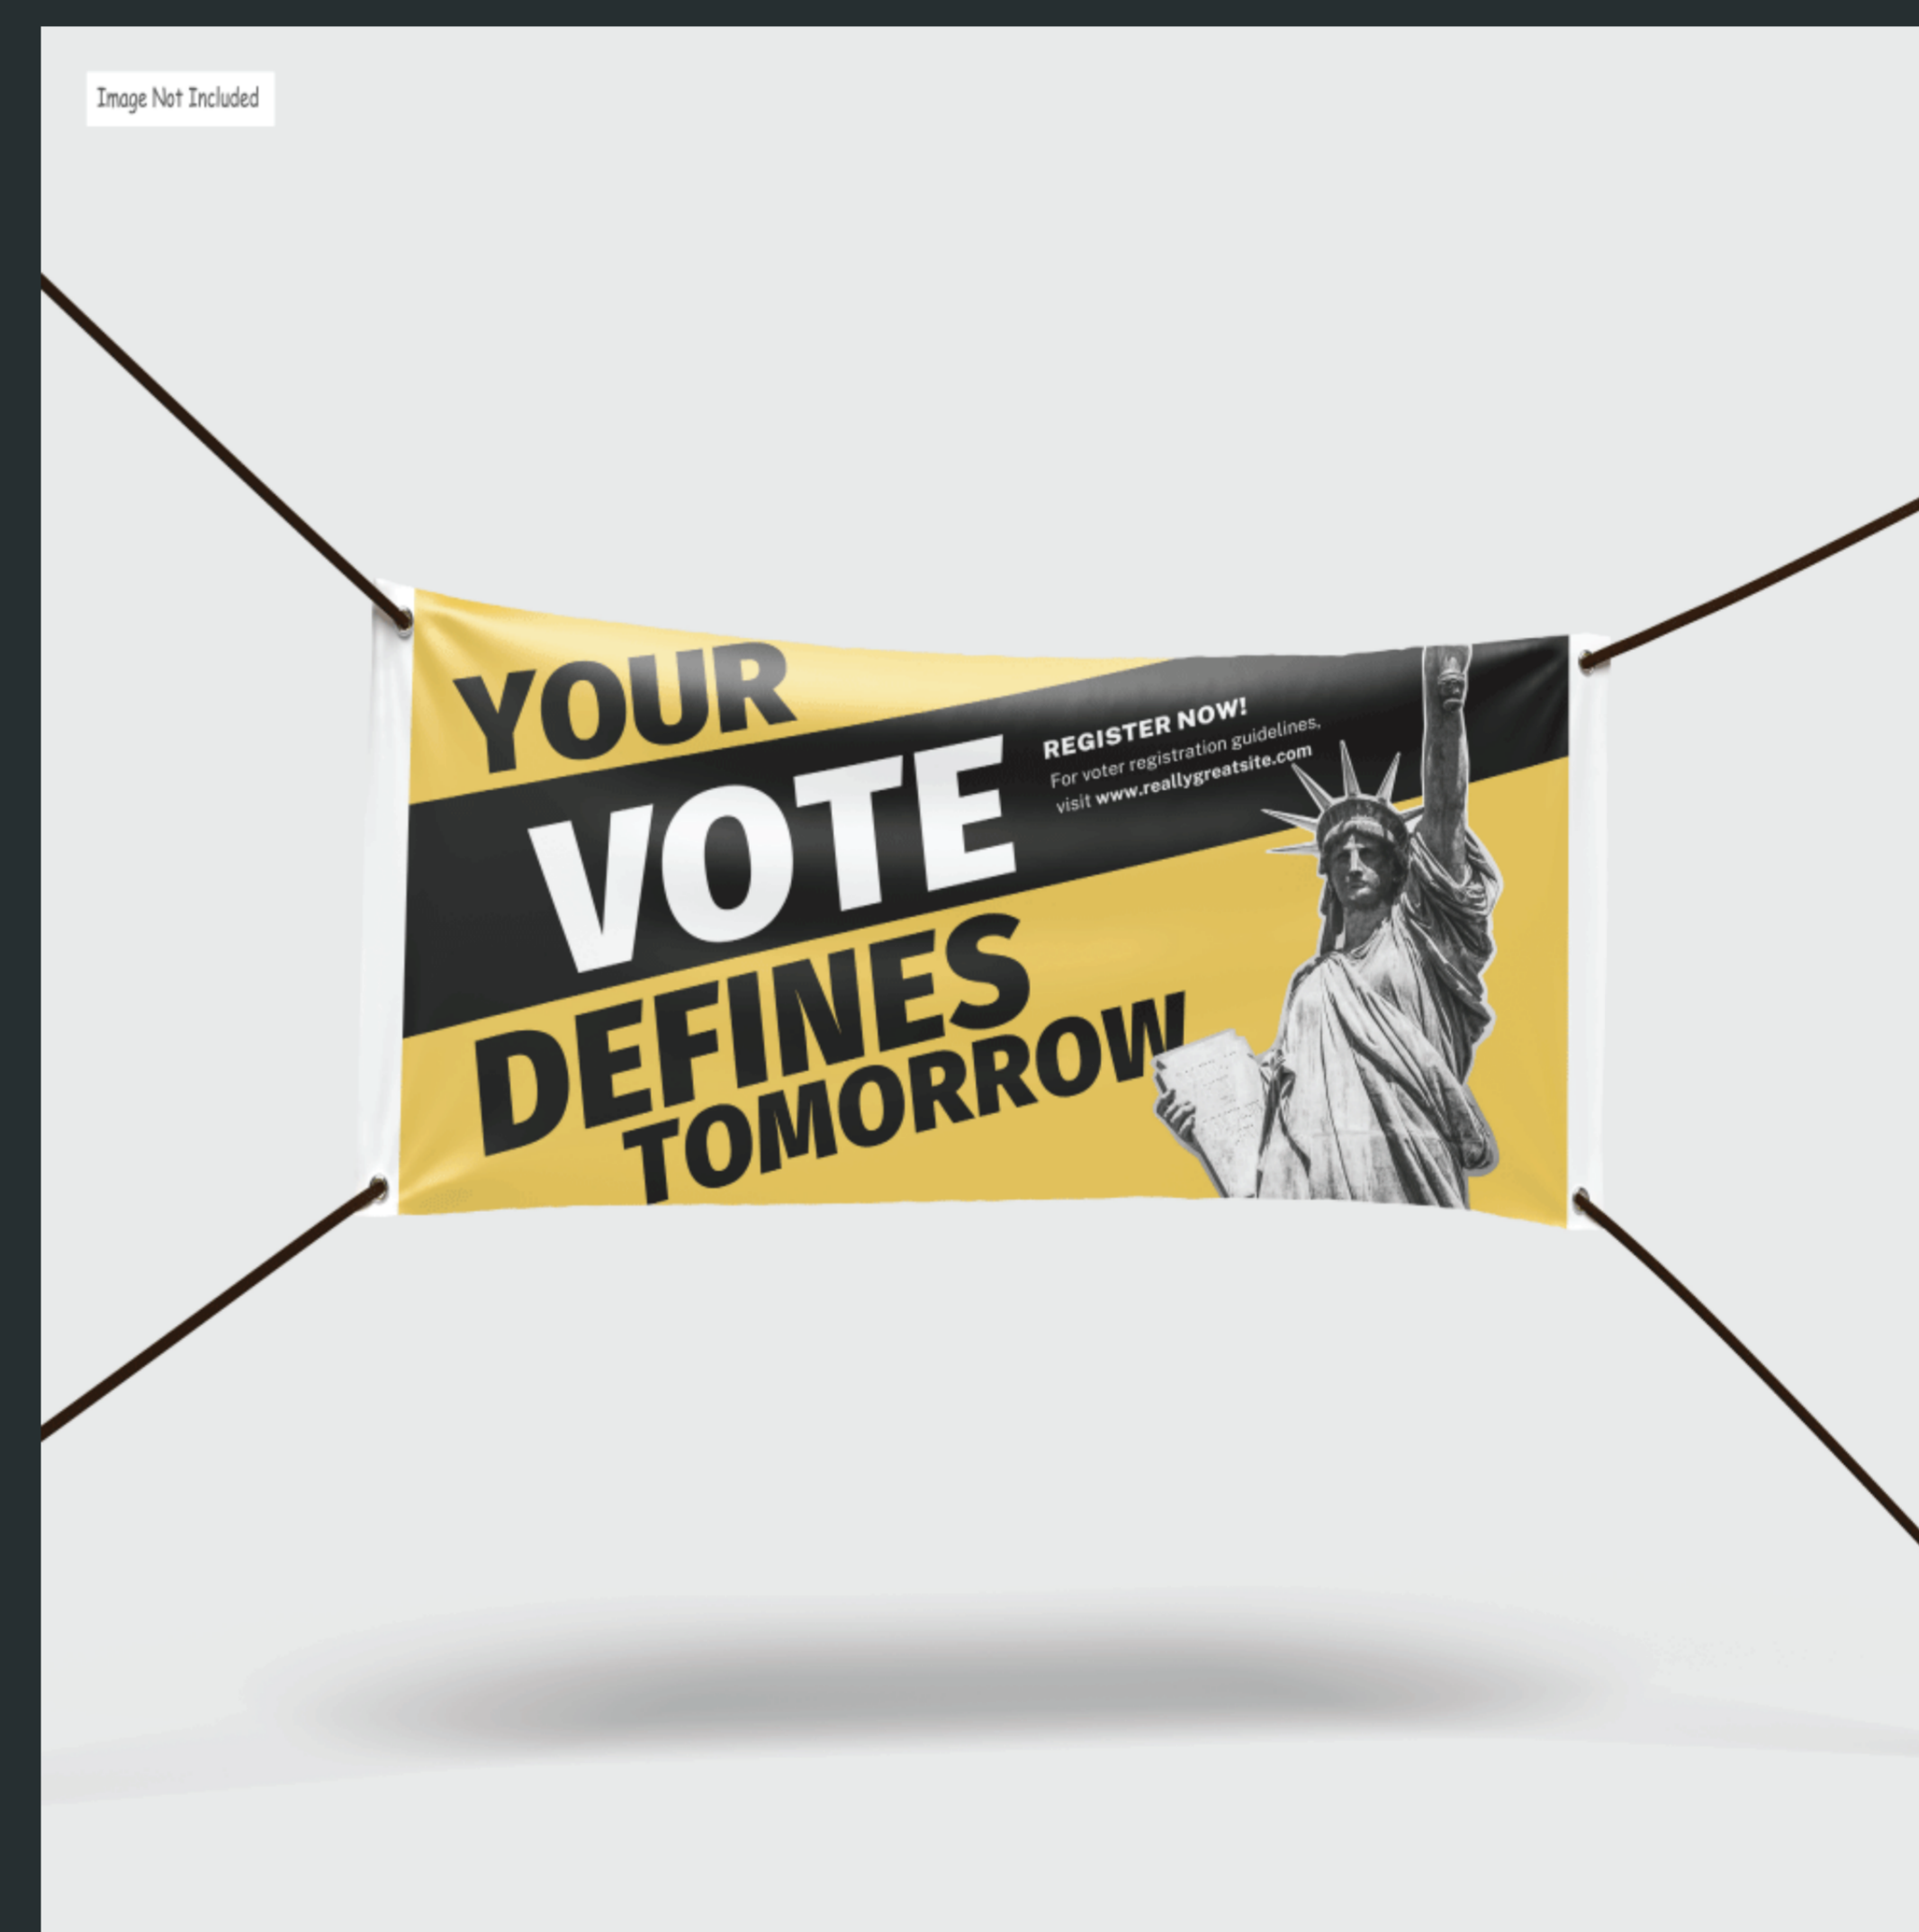 Image Not Included
YOUR
VOTE
REGISTER NOW!
For voter registration guidelines,
visit www.reallygreatsite.com
DEFINES
TOMORROW